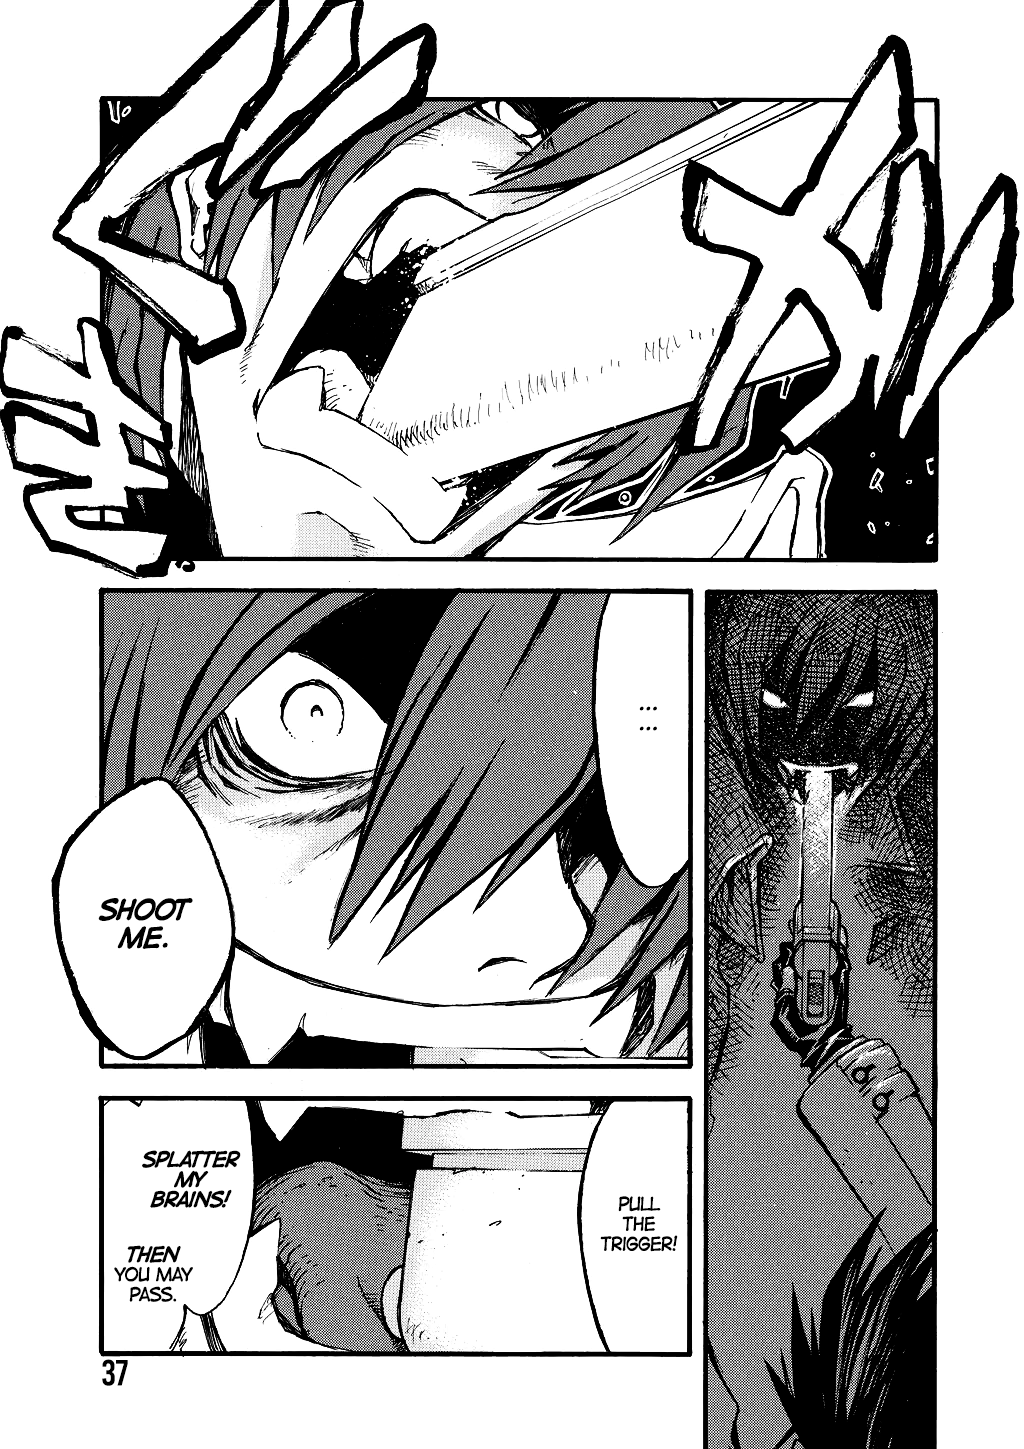 ...
...
SHOOT
ME.
PULL
THE
TRIGGER!
SPLATTER
MY
BRAINS!
THEN
YOU MAY
PASS.
37